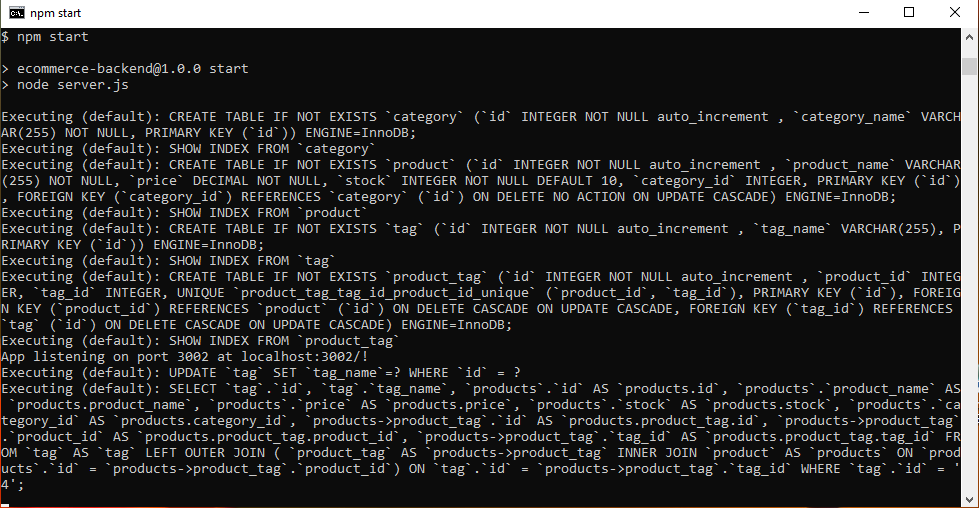 npm start
$ npm start
> ecommerce-backend@1.0.0 start
> node server.js
Executing (default): CREATE TABLE IF NOT EXISTS `category` (`id` INTEGER NOT NULL auto_increment , `category_name` VARCH
AR(255) NOT NULL, PRIMARY KEY (`id`)) ENGINE=InnoDB;
Executing (default): SHOW INDEX FROM `category`
Executing (default): CREATE TABLE IF NOT EXISTS `product` (`id` INTEGER NOT NULL auto_increment , `product_name` VARCHAR
(255) NOT NULL, `price` DECIMAL NOT NULL, `stock` INTEGER NOT NULL DEFAULT 10, `category_id` INTEGER, PRIMARY KEY (`id`)
, FOREIGN KEY (`category_id`) REFERENCES `category` (`id`) ON DELETE NO ACTION ON UPDATE CASCADE) ENGINE=InnoDB;
Executing (default): SHOW INDEX FROM `product`
Executing (default): CREATE TABLE IF NOT EXISTS `tag` (`id` INTEGER NOT NULL auto_increment , `tag_name` VARCHAR(255), P
RIMARY KEY (`id`)) ENGINE=InnoDB;
Executing (default): SHOW INDEX FROM `tag`
Executing (default): CREATE TABLE IF NOT EXISTS `product_tag` (`id` INTEGER NOT NULL auto_increment , `product_id` INTEG
ER, `tag_id` INTEGER, UNIQUE `product_tag_tag_id_product_id_unique` (`product_id`, `tag_id`), PRIMARY KEY (`id`), FOREIG
N KEY (`product_id`) REFERENCES `product` (`id`) ON DELETE CASCADE ON UPDATE CASCADE, FOREIGN KEY (`tag_id`) REFERENCES
`tag` (`id`) ON DELETE CASCADE ON UPDATE CASCADE) ENGINE=InnoDB;
Executing (default): SHOW INDEX FROM `product_tag`
App listening on port 3002 at localhost:3002/!
Executing (default): UPDATE `tag` SET `tag_name`=? WHERE `id` = ?
Executing (default): SELECT `tag`.`id`, `tag`.`tag_name`, `products`.`id` AS `products.id`, `products`.`product_name` AS
`products.product_name`, `products`.`price` AS `products.price`, `products`.`stock` AS `products.stock`, `products`.`ca
tegory_id` AS `products.category_id`, `products->product_tag`.`id` AS `products.product_tag.id`, `products->product_tag`
.`product_id` AS `products.product_tag.product_id`, `products->product_tag`.`tag_id` AS `products.product_tag.tag_id` FR
OM `tag` AS `tag` LEFT OUTER JOIN ( `product_tag` AS `products->product_tag` INNER JOIN `product` AS `products` ON `prod
ucts`.`id` = `products->product_tag`.`product_id`) ON `tag`.`id` = `products->product_tag`.`tag_id` WHERE `tag`.`id` = '
4';